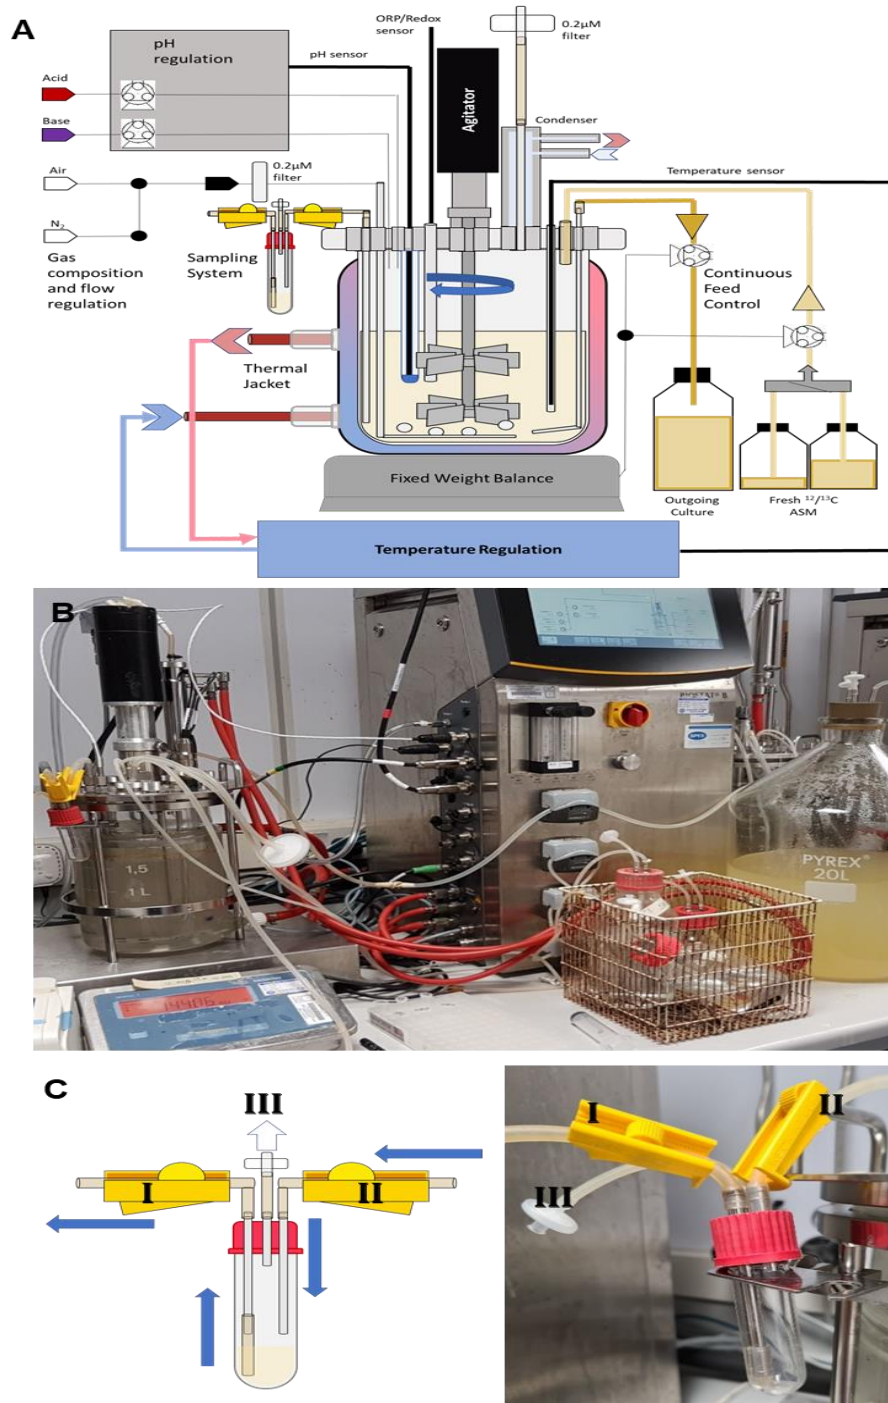 A
pH
regulation
Acid
Base
Air
N2
Gas
composition
and flow
regulation
0.2µM
filter
Sampling
System
pH sensor
ORP/Redox
sensor
Agitator
0.2µM
filter
Condenser
Temperature sensor
Continuous
Feed
Control
Thermal
Jacket
Fixed Weight Balance
Outgoing
Culture
Fresh 12/13C
ASM
Temperature Regulation
B
1,5
1 L
BIOSTAT® B
PYREX®
20L
C
III
I
II
I
II
III